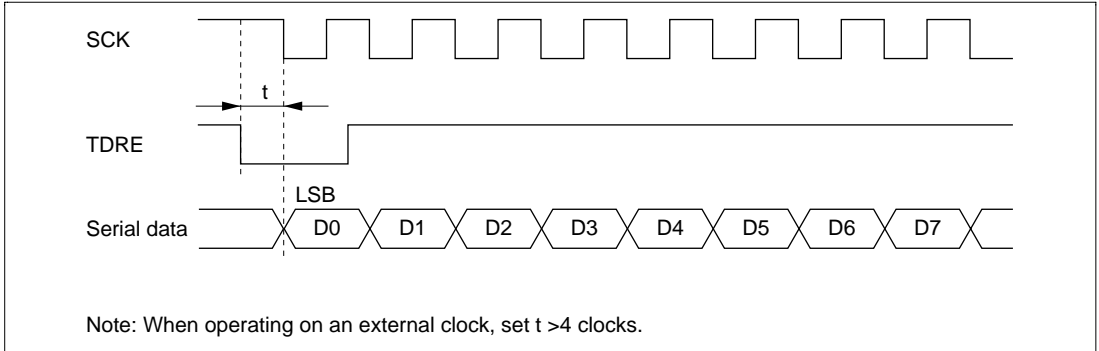 SCK
t
TDRE
LSB
Serial data D0 D1 D2 D3 D4 D5 D6 D7
Note: When operating on an external clock, set t >4 clocks.